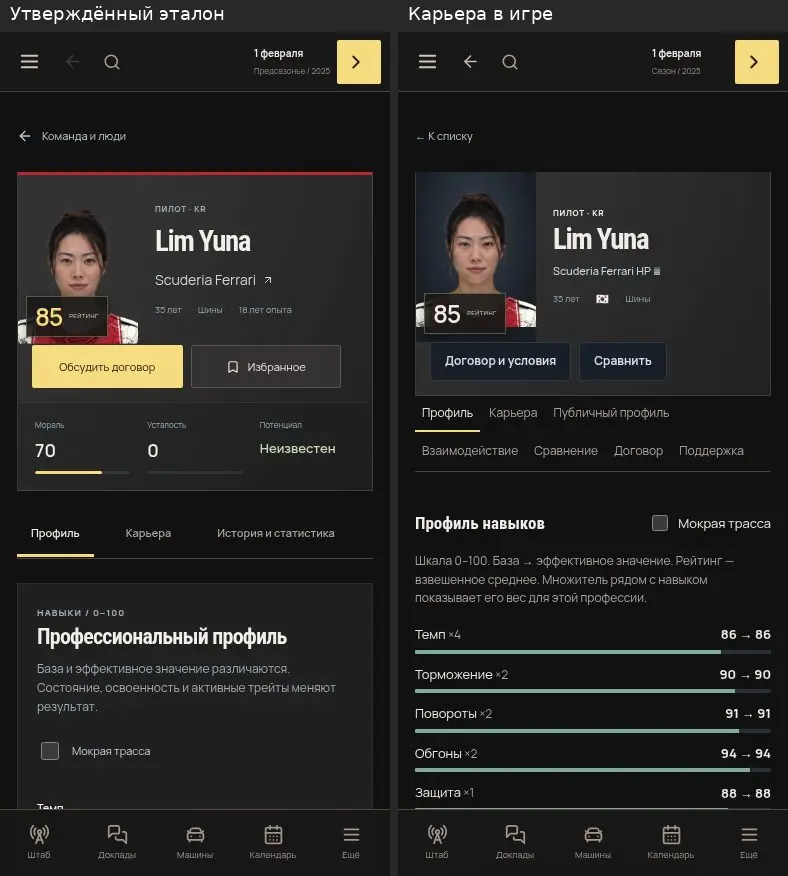 Утверждённый эталон
1 февраля
Предсезонье / 2025
Команда и люди
ПИЛОТ · KR
Lim Yuna
Scuderia Ferrari ↗
35 лет · Шины · 18 лет опыта
85 РЕЙТИНГ
Обсудить договор
Избранное
Мораль
Усталость
Потенциал
70
0
Неизвестен
Профиль
Карьера
История и статистика
НАВЫКИ / 0–100
Профессиональный профиль
База и эффективное значение различаются.
Состояние, освоенность и активные трейты меняют
результат.
Мокрая трасса
Темп
Штаб
Доклады
Машины
Календарь
Ещё
Карьера в игре
1 февраля
Сезон / 2025
← К списку
ПИЛОТ · KR
Lim Yuna
Scuderia Ferrari HP
35 лет · Шины
85 РЕЙТИНГ
Договор и условия
Сравнить
Профиль
Карьера
Публичный профиль
Взаимодействие
Сравнение
Договор
Поддержка
Профиль навыков
Мокрая трасса
Шкала 0–100. База → эффективное значение. Рейтинг —
взвешенное среднее. Множитель рядом с навыком
показывает его вес для этой профессии.
Темп ×4 86 → 86
Торможение ×2 90 → 90
Повороты ×2 91 → 91
Обгоны ×2 94 → 94
Защита ×1 88 → 88
Штаб
Доклады
Машины
Календарь
Ещё